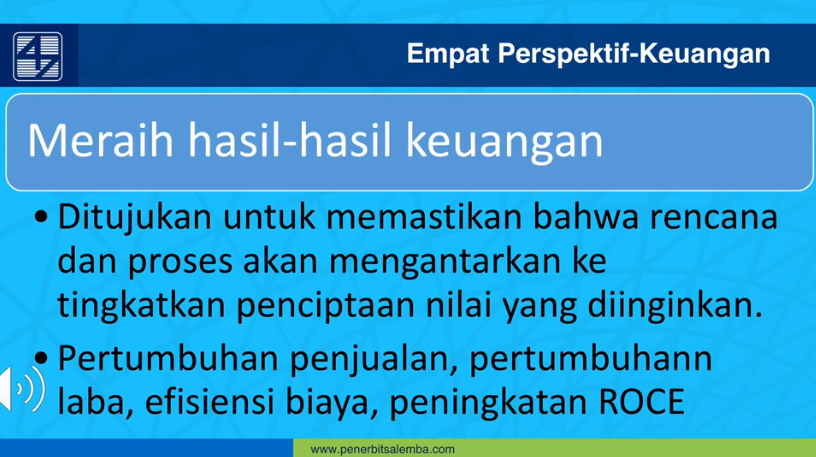 Empat Perspektif-Keuangan
Meraih hasil-hasil keuangan
• Ditujukan untuk memastikan bahwa rencana
dan proses akan mengantarkan ke
tingkatkan penciptaan nilai yang diinginkan.
• Pertumbuhan penjualan, pertumbuhann
laba, efisiensi biaya, peningkatan ROCE
www.penerbitsalemba.com